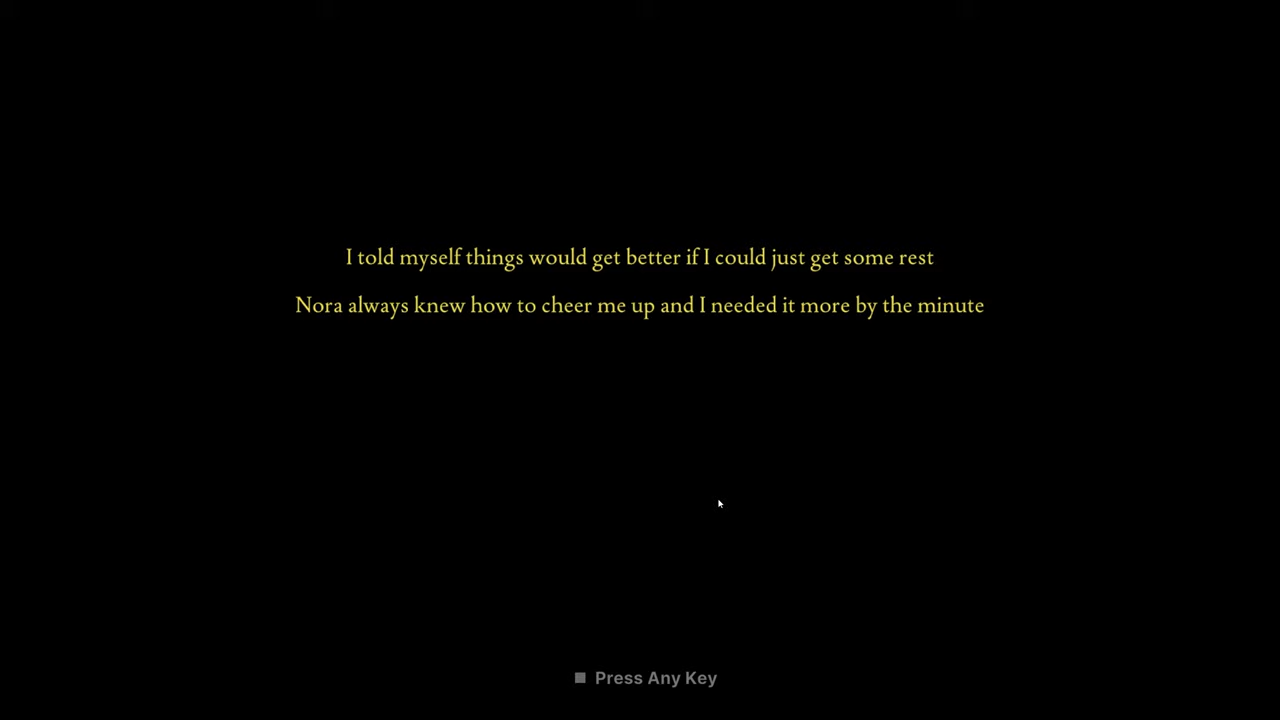 I told myself things would get better if I could just get some rest
Nora always knew how to cheer me up and I needed it more by the minute
Press Any Key